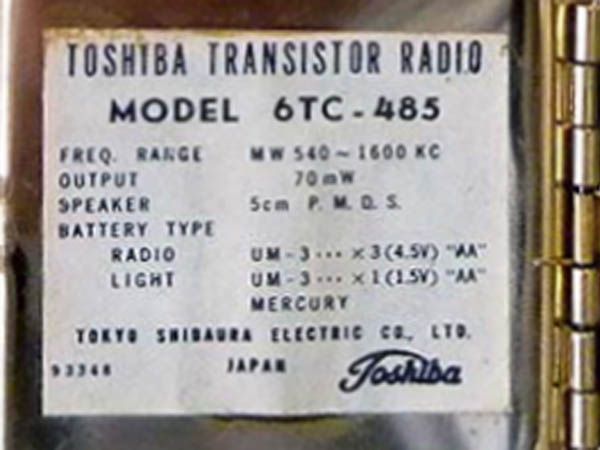 TOSHIBA TRANSISTOR RADIO
MODEL 6TC-485
FREQ. RANGE MW 540~1600 KC
OUTPUT 70mW
SPEAKER 5cm P.M.D.S.
BATTERY TYPE
RADIO UM-3 ··· ×3(4.5V) "AA"
LIGHT UM-3 ··· ×1(1.5V) "AA"
MERCURY
TOKYO SHIBAURA ELECTRIC CO., LTD.
93348 JAPAN Toshiba